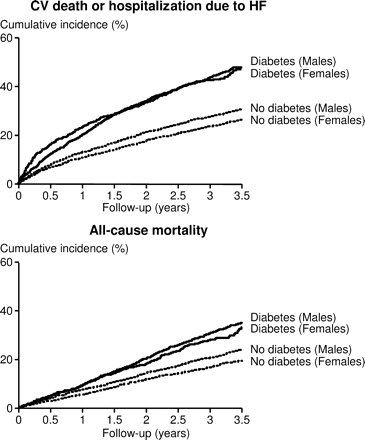 CV death or hospitalization due to HF
Cumulative incidence (%)
60
Diabetes (Males)
Diabetes (Females)
40
No diabetes (Males)
No diabetes (Females)
20
0
0 0.5 1 1.5 2 2.5 3 3.5
Follow-up (years)
All-cause mortality
Cumulative incidence (%)
60
40
Diabetes (Males)
Diabetes (Females)
No diabetes (Males)
No diabetes (Females)
20
0
0 0.5 1 1.5 2 2.5 3 3.5
Follow-up (years)